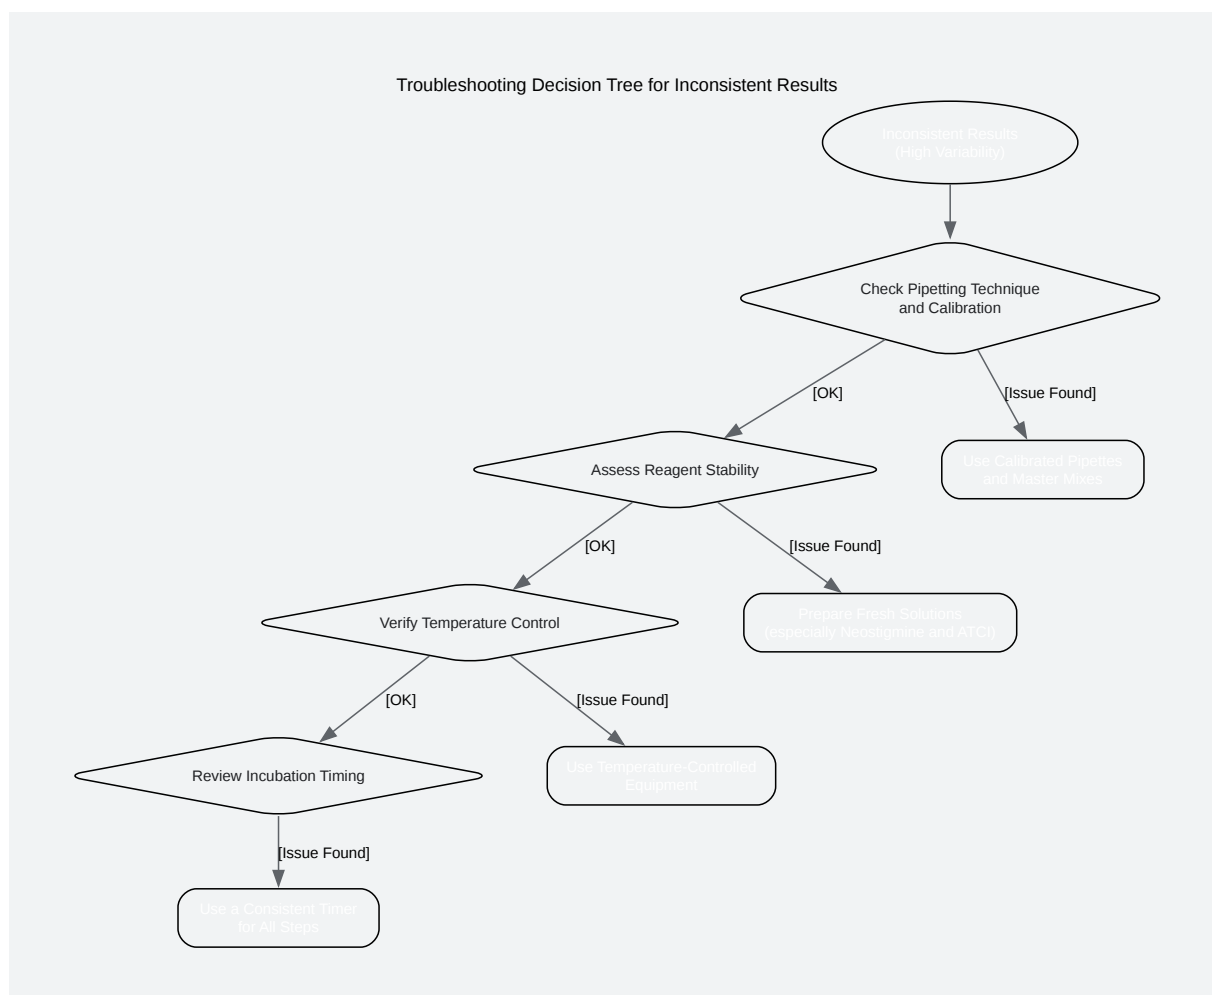 Troubleshooting Decision Tree for Inconsistent Results
Inconsistent Results
(High Variability)
Check Pipetting Technique
and Calibration
[OK]
[Issue Found]
Assess Reagent Stability
Use Calibrated Pipettes
and Master Mixes
[OK]
[Issue Found]
Verify Temperature Control
Prepare Fresh Solutions
(especially Neostigmine and ATCI)
[OK]
[Issue Found]
Review Incubation Timing
Use Temperature-Controlled
Equipment
[Issue Found]
Use a Consistent Timer
for All Steps